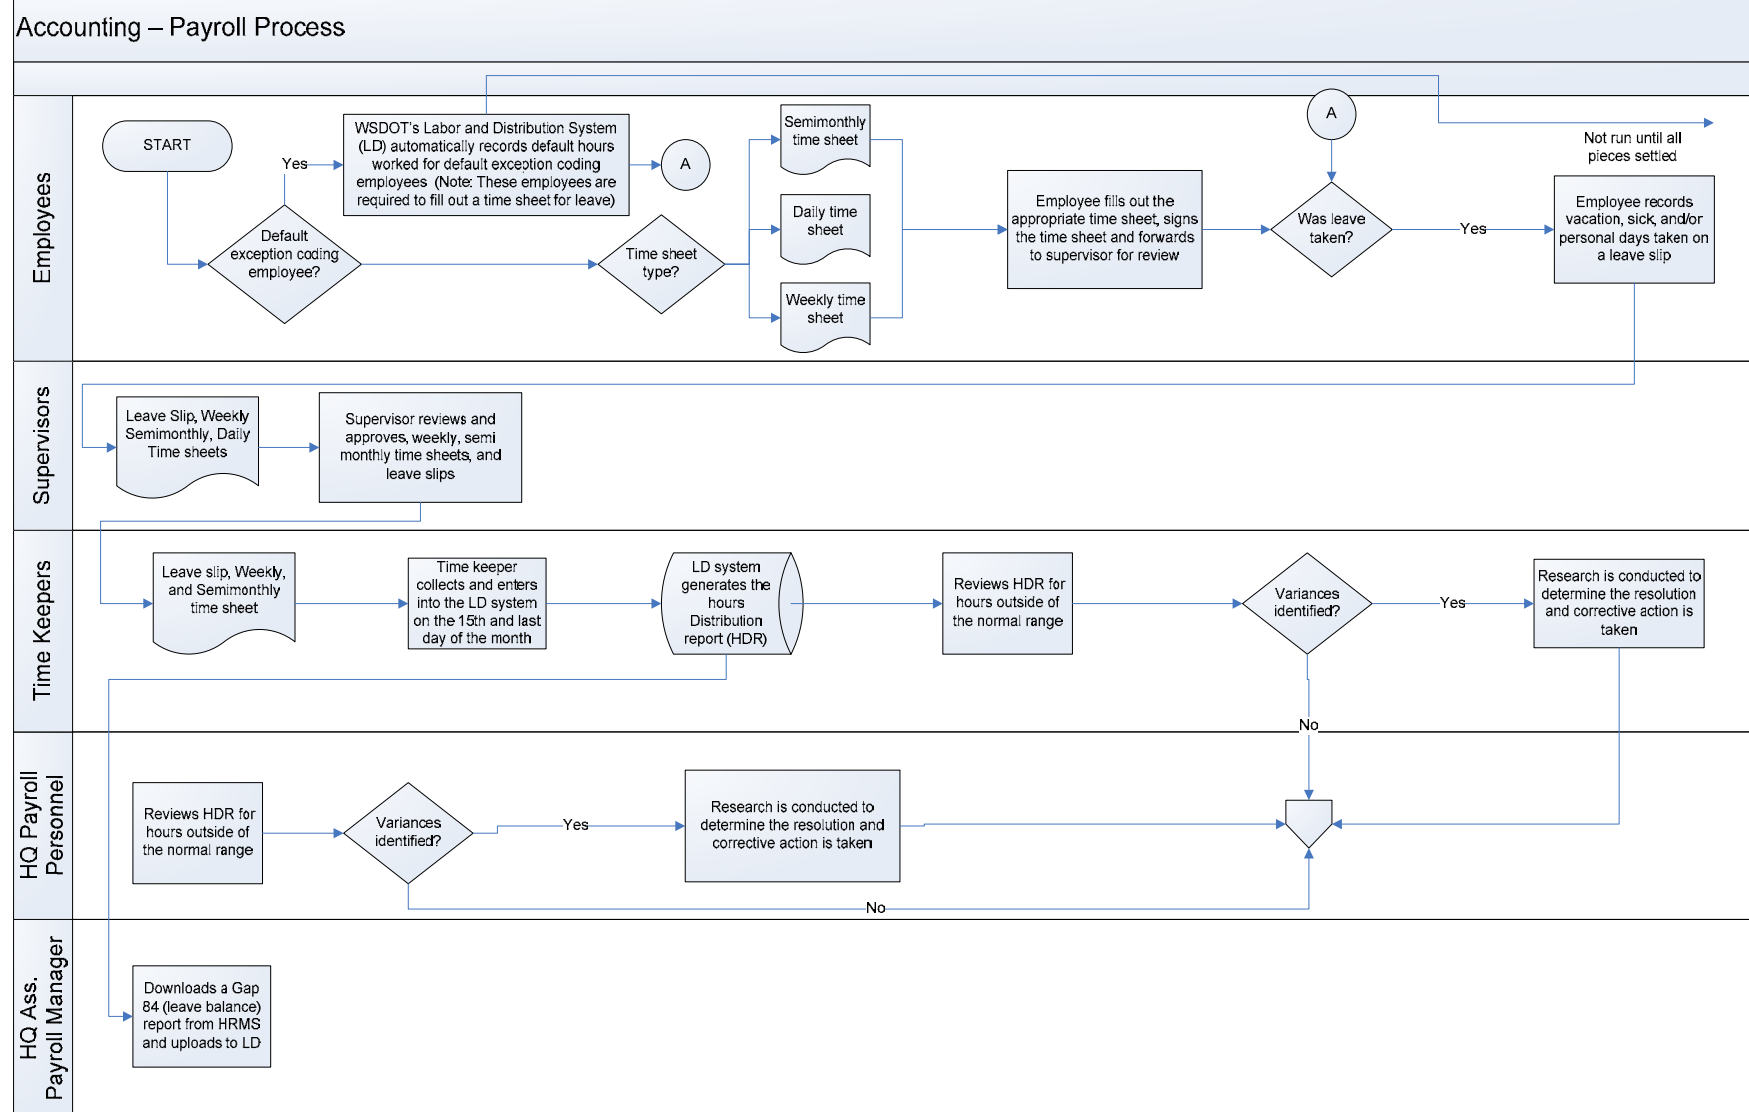 Accounting – Payroll Process
Employees
START
Yes
Default
exception coding
employee?
WSDOT's Labor and Distribution System
(LD) automatically records default hours
worked for default exception coding
employees (Note: These employees are
required to fill out a time sheet for leave)
A
Time sheet
type?
Semimonthly
time sheet
Daily time
sheet
Weekly time
sheet
Employee fills out the
appropriate time sheet, signs
the time sheet and forwards
to supervisor for review
A
Was leave
taken?
Yes
Not run until all
pieces settled
Employee records
vacation, sick, and/or
personal days taken on
a leave slip
Supervisors
Leave Slip, Weekly
Semimonthly, Daily
Time sheets
Supervisor reviews and
approves, weekly, semi
monthly time sheets, and
leave slips
Time Keepers
Leave slip, Weekly,
and Semimonthly
time sheet
Time keeper
collects and enters
into the LD system
on the 15th and last
day of the month
LD system
generates the
hours
Distribution
report (HDR)
Reviews HDR for
hours outside of
the normal range
Variances
identified?
Yes
Research is conducted to
determine the resolution
and corrective action is
taken
No
HQ Payroll
Personnel
Reviews HDR for
hours outside of
the normal range
Variances
identified?
Yes
Research is conducted to
determine the resolution and
corrective action is taken
No
HQ Ass.
Payroll Manager
Downloads a Gap
84 (leave balance)
report from HRMS
and uploads to LD